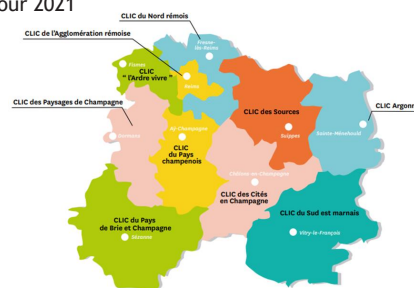 our 2021
CLIC du Nord rémois
CLIC de l'Agglomération rémoise
Fismes
CLIC
"l'Ardre vivre"
Reims
CLIC des Paysages de Champagne
CLIC des Sources
CLIC Argonn
Suippes
Sainte-Ménehould
CLIC
du Pays
champenois
Châlons-en-Champagne
CLIC des Cités
en Champagne
CLIC du Pays
de Brie et Champagne
Sézanne
CLIC du Sud est marnais
Vitry-le-François